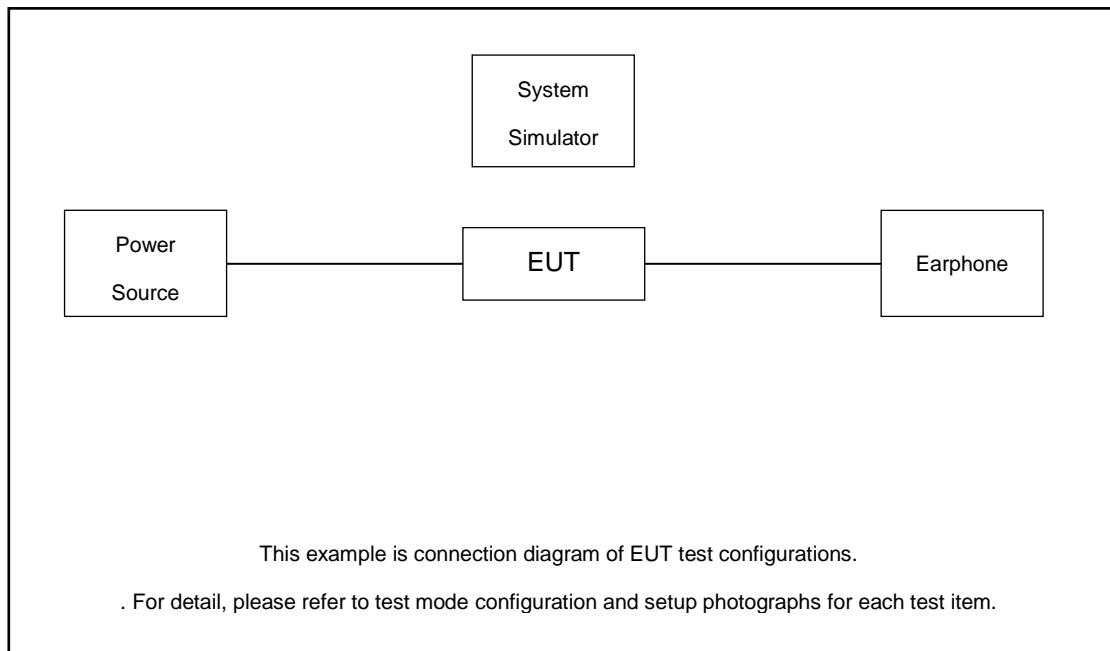 System
Simulator
Power
Source
EUT
Earphone
This example is connection diagram of EUT test configurations.
. For detail, please refer to test mode configuration and setup photographs for each test item.